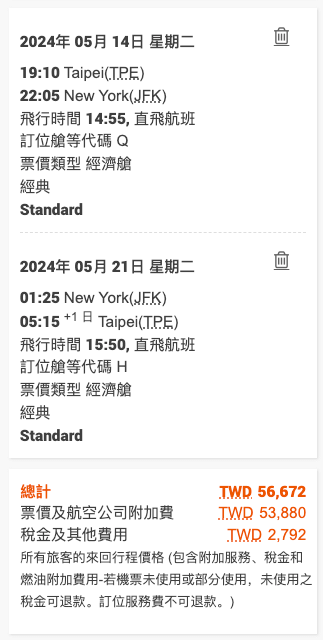 2024年 05月 14日 星期二
19:10 Taipei(TPE)
22:05 New York(JFK)
飛行時間 14:55, 直飛航班
訂位艙等代碼 Q
票價類型 經濟艙
經典
Standard
2024年 05月 21日 星期二
01:25 New York(JFK)
05:15 +1 日 Taipei(TPE)
飛行時間 15:50, 直飛航班
訂位艙等代碼 H
票價類型 經濟艙
經典
Standard
總計 TWD 56,672
票價及航空公司附加費 TWD 53,880
稅金及其他費用 TWD 2,792
所有旅客的來回行程價格 (包含附加服務、稅金和
燃油附加費用-若機票未使用或部分使用，未使用之
稅金可退款。訂位服務費不可退款。)